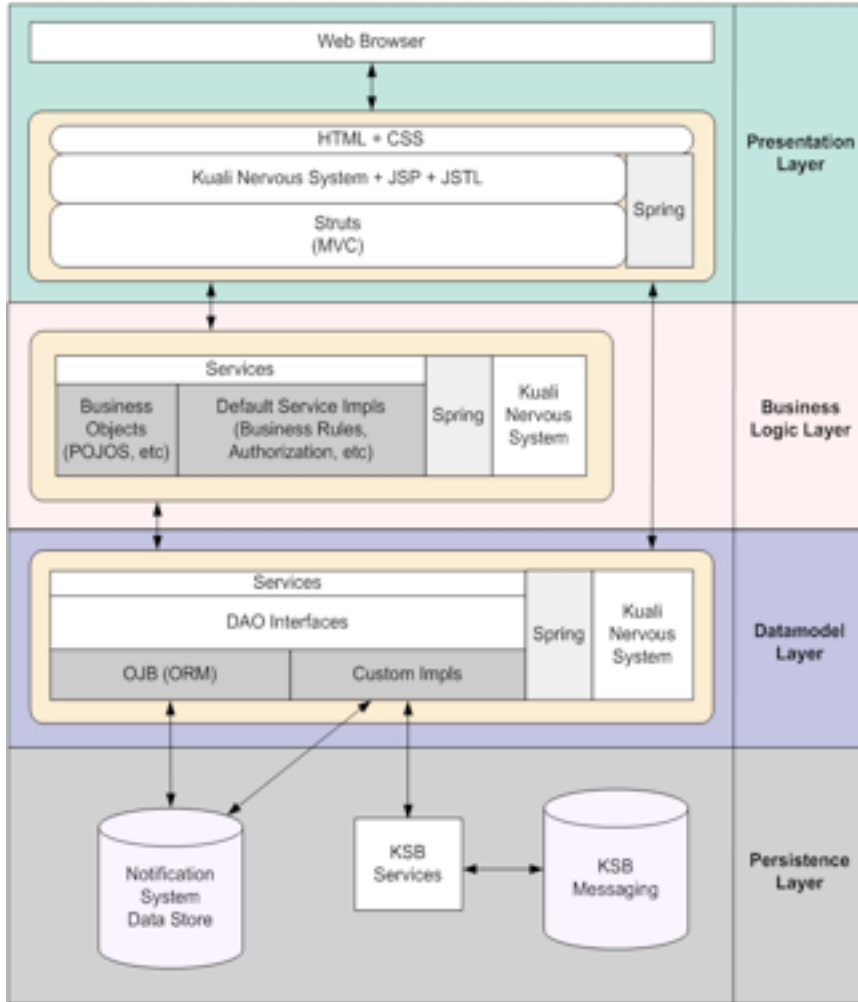 Web Browser
HTML + CSS
Kuali Nervous System + JSP + JSTL
Struts
(MVC)
Spring
Presentation
Layer
Services
Business
Objects
(POJOS, etc)
Default Service Impls
(Business Rules,
Authorization, etc)
Spring
Kuali
Nervous
System
Business
Logic Layer
Services
DAO Interfaces
OJB (ORM)
Custom Impls
Spring
Kuali
Nervous
System
Datamodel
Layer
Notification
System
Data Store
KSB
Services
KSB
Messaging
Persistence
Layer